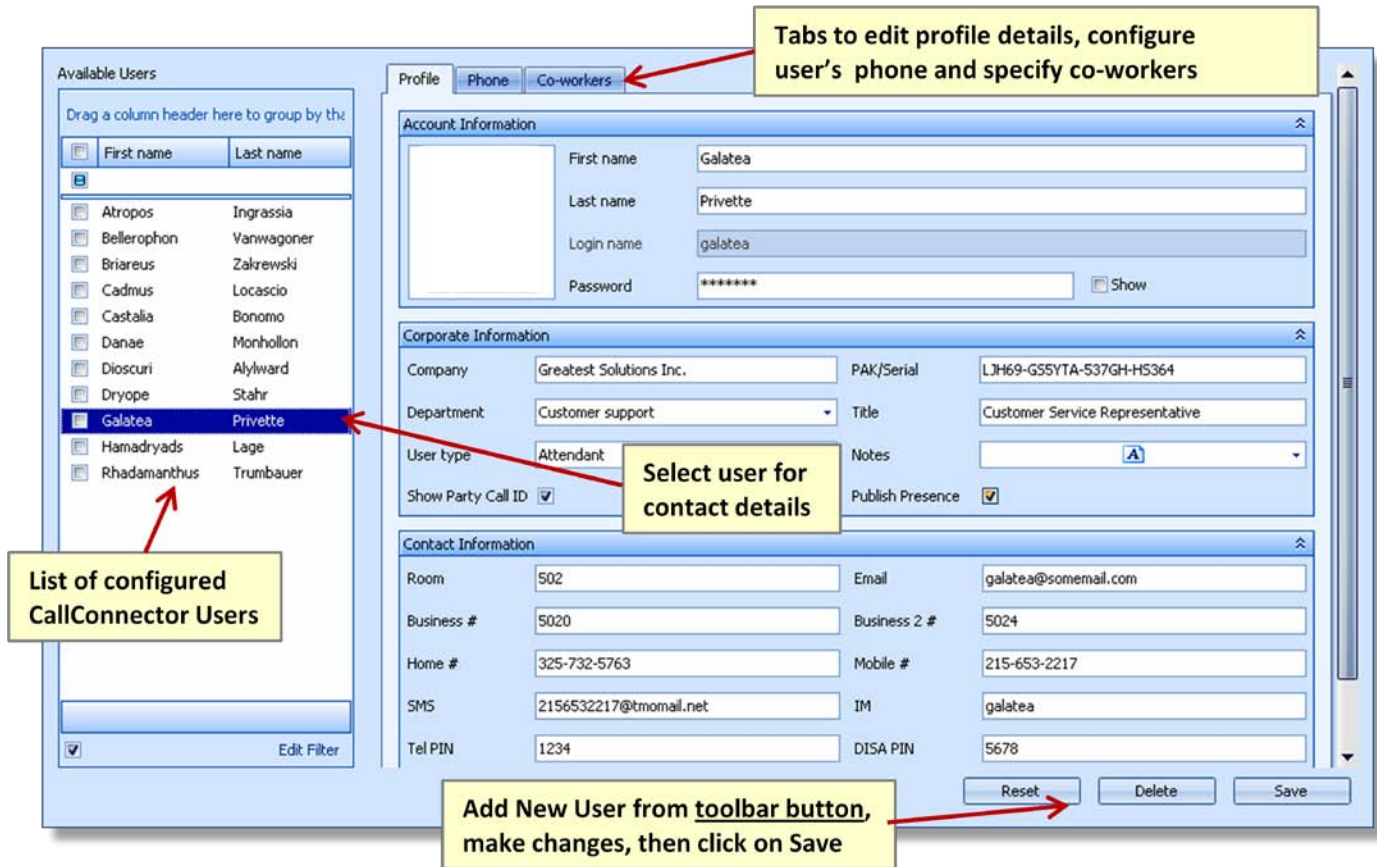 Tabs to edit profile details, configure
user's phone and specify co-workers
Available Users
Drag a column header here to group by tha
First name Last name
Atropos Ingrassia
Bellerophon Vanwagoner
Briareus Zakrewski
Cadmus Locascio
Castalia Bonomo
Danae Monhollon
Dioscuri Alylward
Dryope Stahr
Galatea Privette
Hamadryads Lage
Rhadamanthus Trumbauer
List of configured
CallConnector Users
Edit Filter
Profile Phone Co-workers
Account Information
First name Galatea
Last name Privette
Login name galatea
Password ******* Show
Corporate Information
Company Greatest Solutions Inc. PAK/Serial LJH69-GS5YTA-537GH-HS364
Department Customer support Title Customer Service Representative
User type Attendant Notes A
Show Party Call ID Publish Presence
Select user for
contact details
Contact Information
Room 502 Email galatea@somemail.com
Business # 5020 Business 2 # 5024
Home # 325-732-5763 Mobile # 215-653-2217
SMS 2156532217@tmomail.net IM galatea
Tel PIN 1234 DISA PIN 5678
Reset Delete Save
Add New User from toolbar button,
make changes, then click on Save